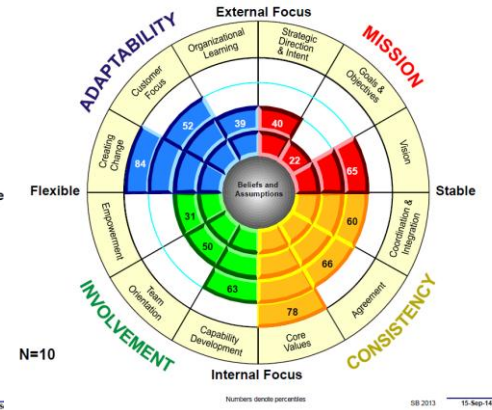 External Focus
ADAPTABILITY
MISSION
Organizational
Learning
Strategic
Direction
& Intent
Customer
Focus
Goals &
Objectives
Creating
Change
Vision
52
39
40
22
84
65
Flexible
Beliefs and
Assumptions
Stable
Empowerment
31
50
63
60
66
78
Coordination &
Integration
Team
Orientation
Agreement
Capability
Development
Core
Values
INVOLVEMENT
CONSISTENCY
N=10
Internal Focus
Numbers denote percentiles
SB 2013
15-Sep-14